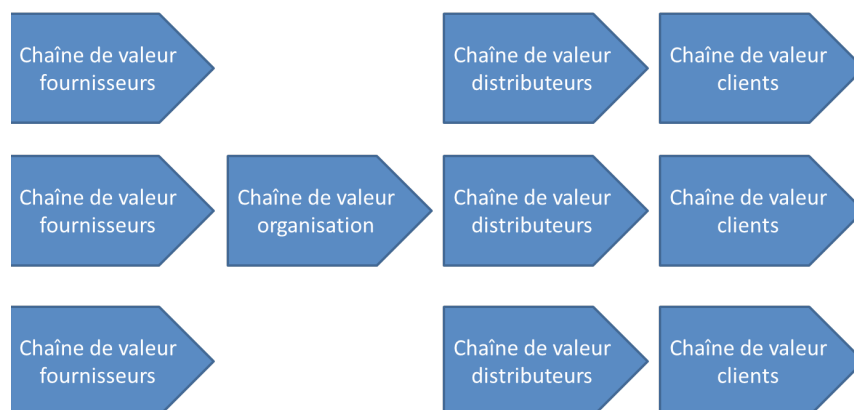 Chaîne de valeur
fournisseurs
Chaîne de valeur
distributeurs
Chaîne de valeur
clients
Chaîne de valeur
fournisseurs
Chaîne de valeur
organisation
Chaîne de valeur
distributeurs
Chaîne de valeur
clients
Chaîne de valeur
fournisseurs
Chaîne de valeur
distributeurs
Chaîne de valeur
clients